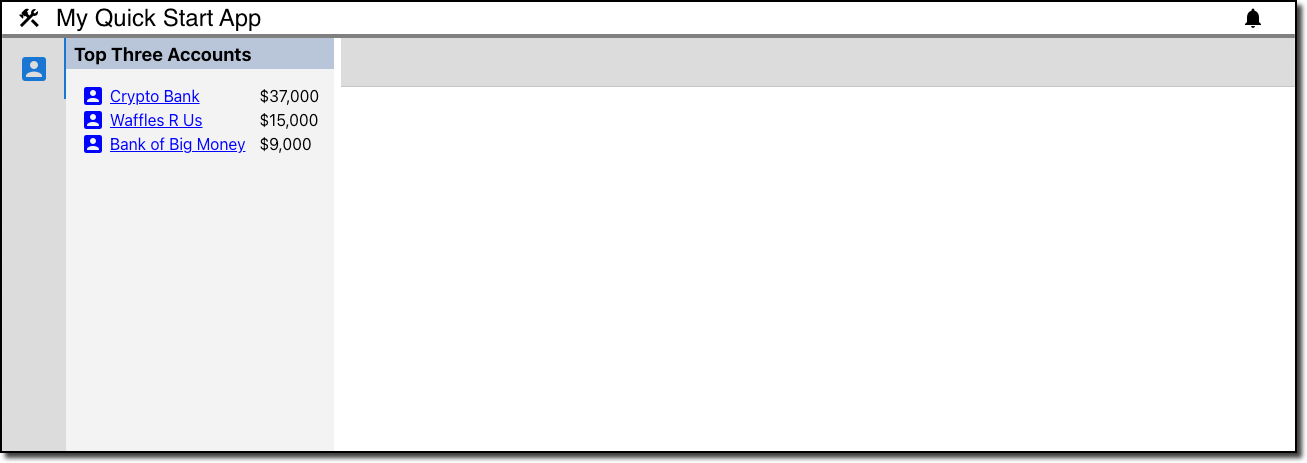 My Quick Start App
Top Three Accounts
Crypto Bank $37,000
Waffles R Us $15,000
Bank of Big Money $9,000